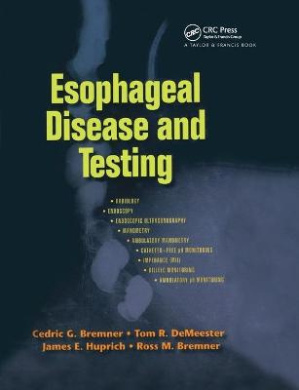 CRC Press
Taylor & Francis Group
A TAYLOR & FRANCIS BOOK
Esophageal
Disease and
Testing
• RADIOLOGY
• ENDOSCOPY
• ENDOSCOPIC ULTRASONOGRAPHY
• MANOMETRY
• AMBULATORY MANOMETRY
• CATHETER-FREE pH MONITORING
• IMPEDANCE (MII)
• BILITEC MONITORING
• AMBULATORY pH MONITORING
Cedric G. Bremner • Tom R. DeMeester
James E. Huprich • Ross M. Bremner